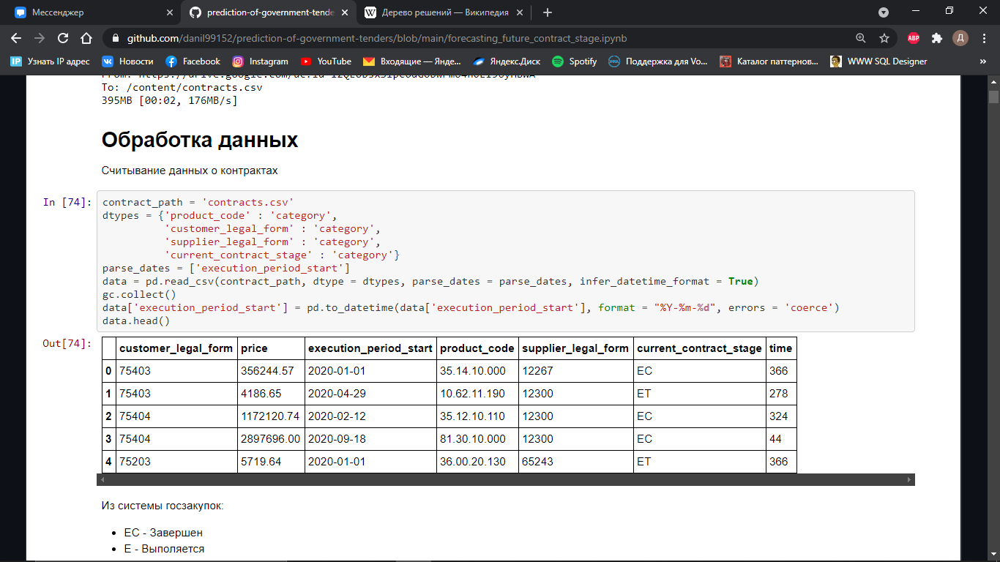 Мессенджер
prediction-of-government-tende
Дерево решений — Википедия
github.com/danil99152/prediction-of-government-tenders/blob/main/forecasting_future_contract_stage.ipynb
ABP
Д
IP Узнать IP адрес
Новости
Facebook
Instagram
YouTube
Входящие — Янде...
Яндекс.Диск
Spotify
Поддержка для Vo...
Каталог паттернов...
WWW SQL Designer
»
To: /content/contracts.csv
395MB [00:02, 176MB/s]
Обработка данных
Считывание данных о контрактах
In [74]:
contract_path = 'contracts.csv'
dtypes = {'product_code' : 'category',
'customer_legal_form' : 'category',
'supplier_legal_form' : 'category',
'current_contract_stage' : 'category'}
parse_dates = ['execution_period_start']
data = pd.read_csv(contract_path, dtype = dtypes, parse_dates = parse_dates, infer_datetime_format = True)
gc.collect()
data['execution_period_start'] = pd.to_datetime(data['execution_period_start'], format = "%Y-%m-%d", errors = 'coerce')
data.head()
Out[74]:
customer_legal_form price execution_period_start product_code supplier_legal_form current_contract_stage time
0 75403 356244.57 2020-01-01 35.14.10.000 12267 EC 366
1 75403 4186.65 2020-04-29 10.62.11.190 12300 ET 278
2 75404 1172120.74 2020-02-12 35.12.10.110 12300 EC 324
3 75404 2897696.00 2020-09-18 81.30.10.000 12300 EC 44
4 75203 5719.64 2020-01-01 36.00.20.130 65243 ET 366
Из системы госзакупок:
• EC - Завершен
• E - Выполяется